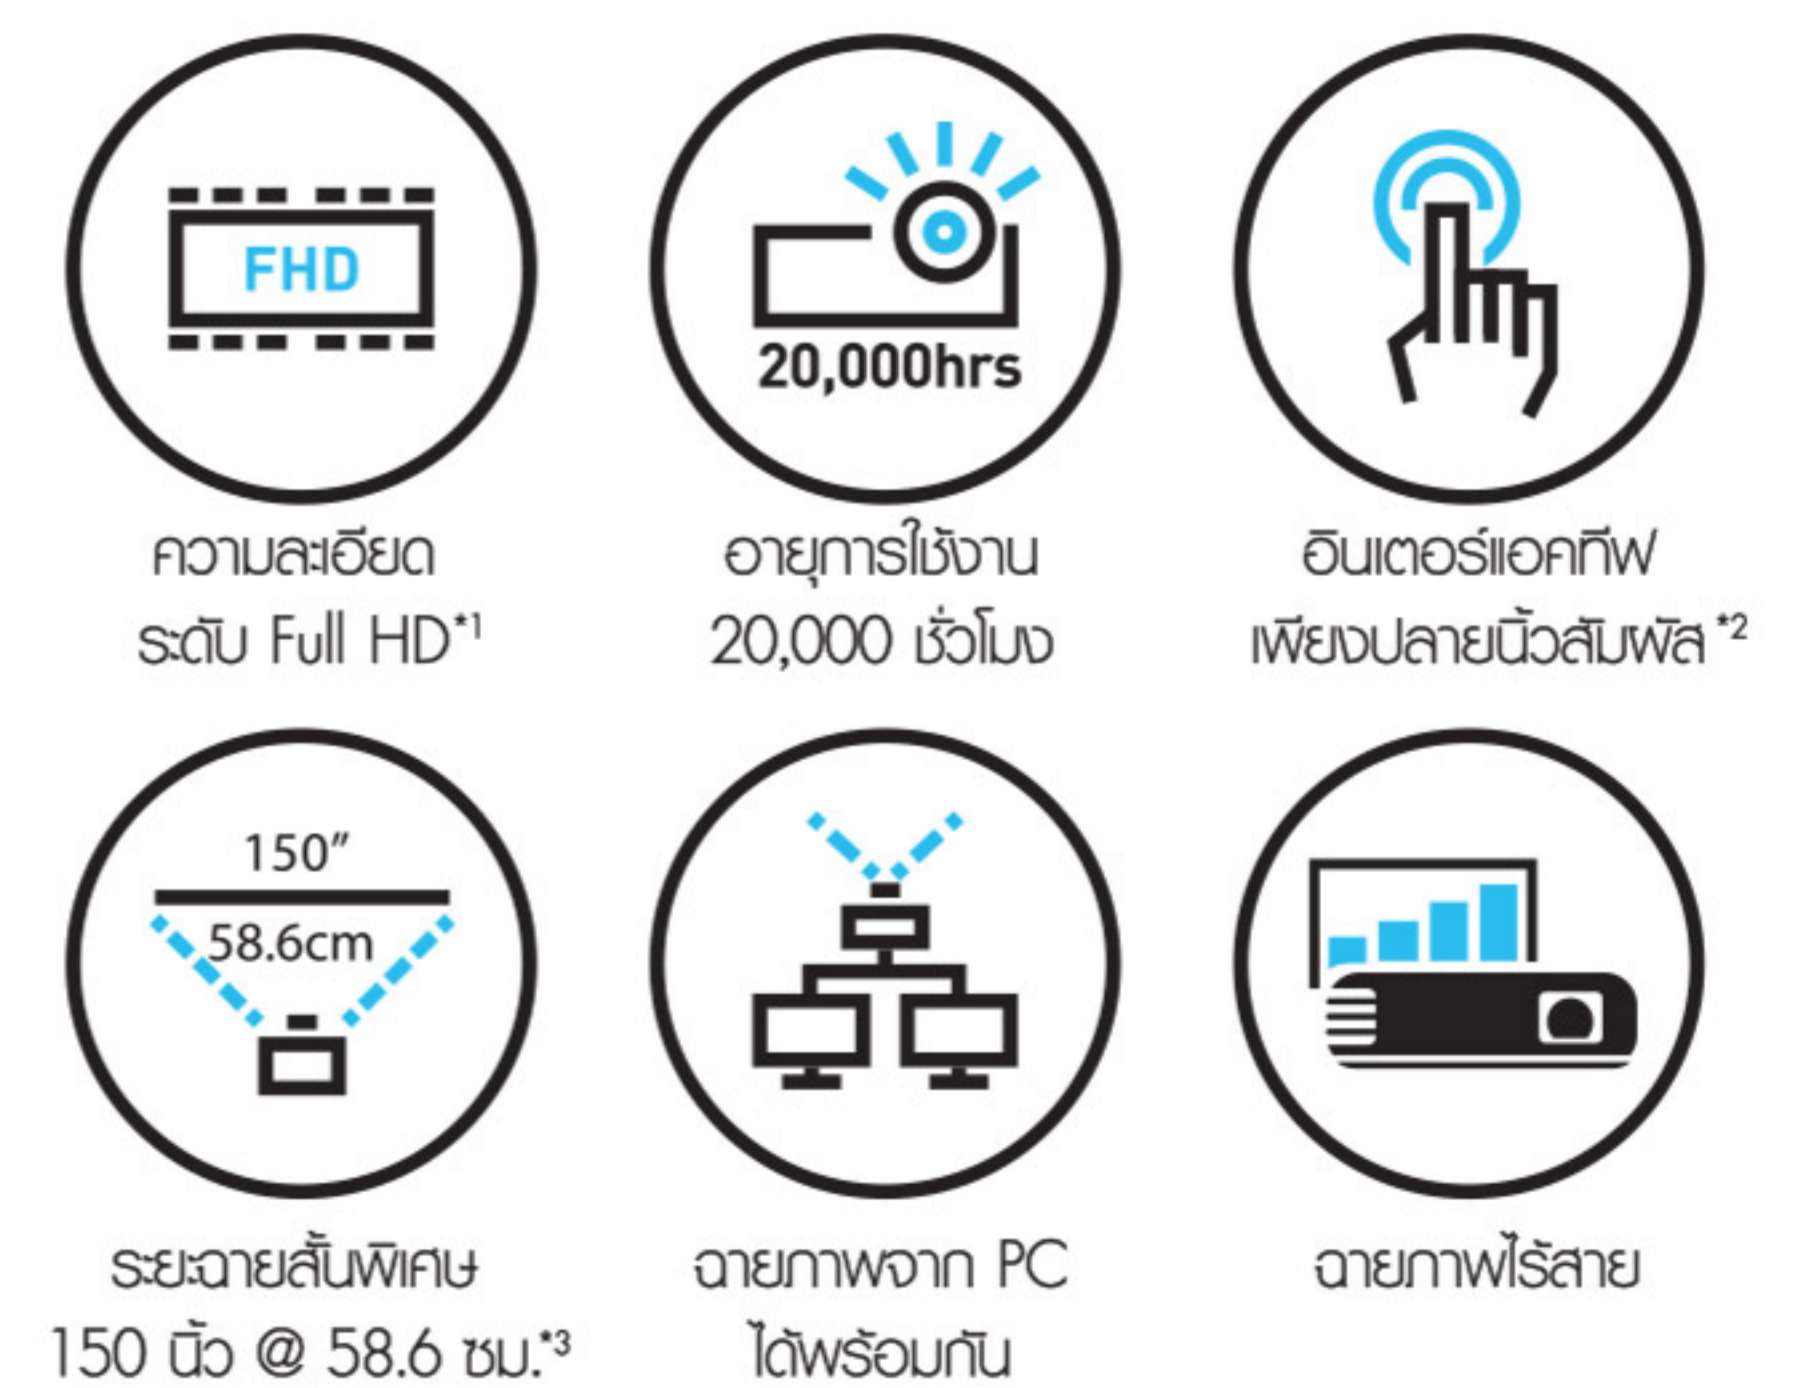 FHD
20,000hrs
ความละเอียด
ระดับ Full HD*1
อายุการใช้งาน
20,000 ชั่วโมง
อินเตอร์แอคทีฟ
เพียงปลายนิ้วสัมผัส*2
150"
58.6cm
ระยะฉายสั้นพิเศษ
150 นิ้ว @ 58.6 ซม.*3
ฉายภาพจาก PC
ได้พร้อมกัน
ฉายภาพไร้สาย